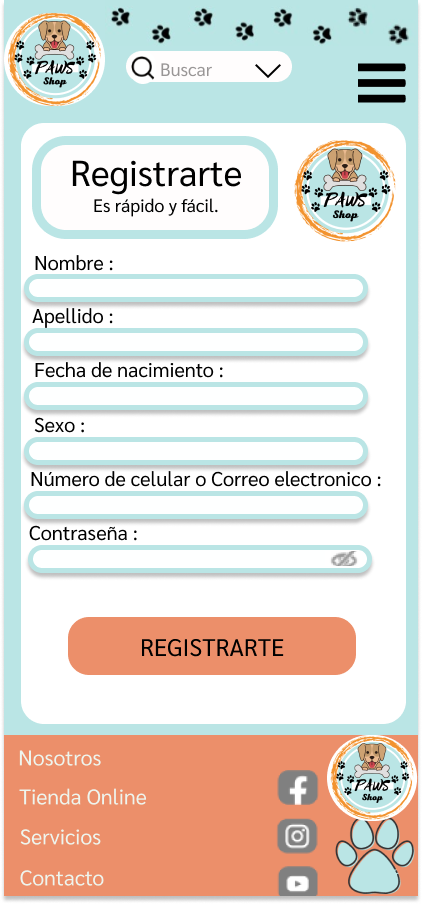 PAWS
Shop
Buscar
Registrarte
Es rápido y fácil.
PAWS
Shop
Nombre :
Apellido :
Fecha de nacimiento :
Sexo :
Número de celular o Correo electronico :
Contraseña :
REGISTRARTE
Nosotros
Tienda Online
Servicios
Contacto
PAWS
Shop